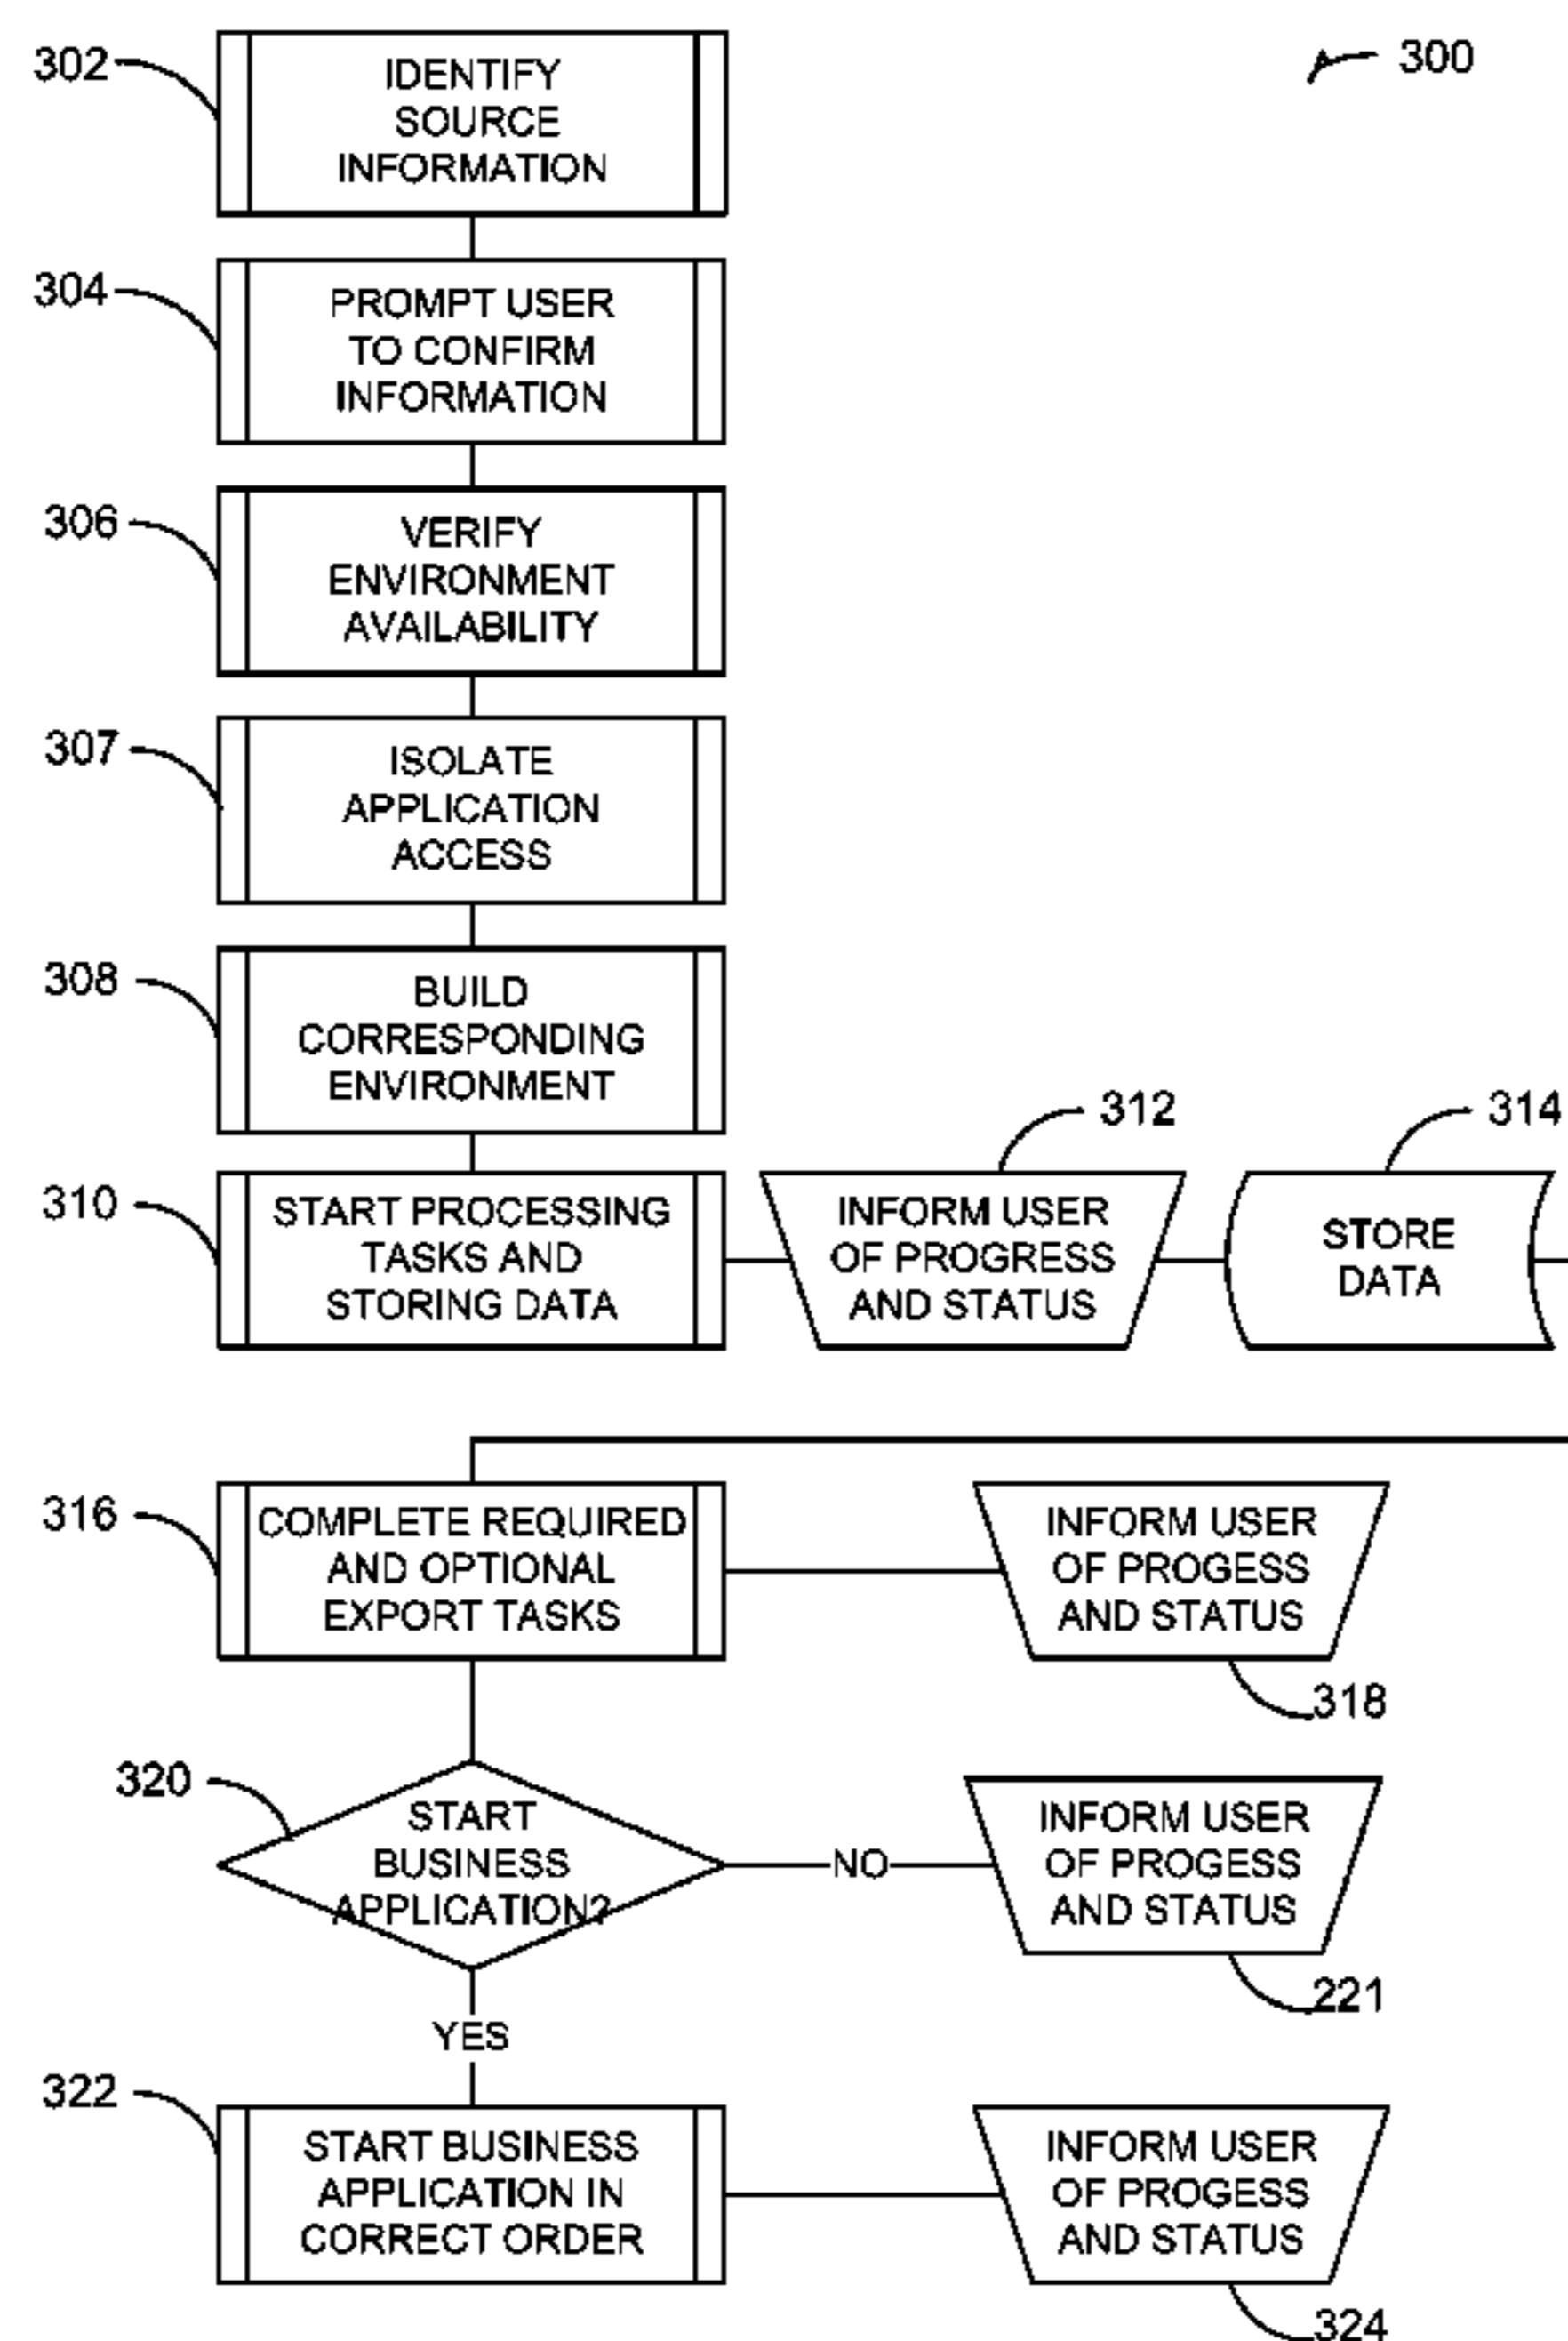 300
302
IDENTIFY
SOURCE
INFORMATION
304
PROMPT USER
TO CONFIRM
INFORMATION
306
VERIFY
ENVIRONMENT
AVAILABILITY
307
ISOLATE
APPLICATION
ACCESS
308
BUILD
CORRESPONDING
ENVIRONMENT
310
START PROCESSING
TASKS AND
STORING DATA
312
INFORM USER
OF PROGRESS
AND STATUS
314
STORE
DATA
316
COMPLETE REQUIRED
AND OPTIONAL
EXPORT TASKS
INFORM USER
OF PROGESS
AND STATUS
318
320
START
BUSINESS
APPLICATION?
NO
INFORM USER
OF PROGESS
AND STATUS
221
YES
322
START BUSINESS
APPLICATION IN
CORRECT ORDER
INFORM USER
OF PROGESS
AND STATUS
324